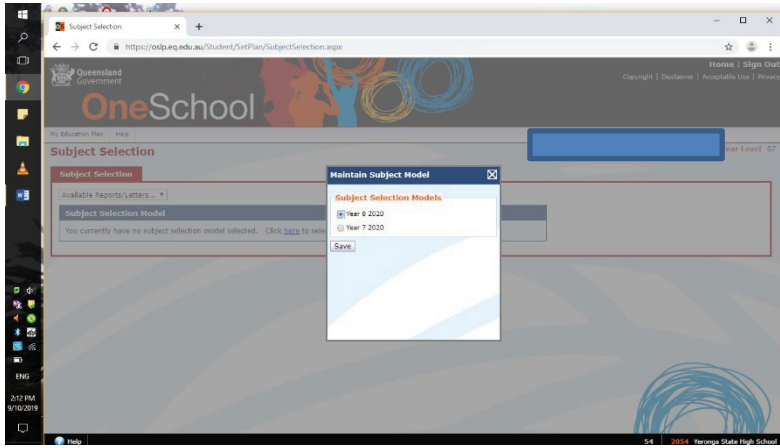 Subject Selection
https://oslp.eq.edu.au/Student/SetPlan/SubjectSelection.aspx
Home | Sign Out
Copyright | Disclaimer | Acceptable Use | Privacy
Queensland
Government
OneSchool
My Education Plan | Help
Subject Selection
Year Level 07
Subject Selection
Available Reports/Letters...
Subject Selection Model
You currently have no subject selection model selected. Click here to sele
Maintain Subject Model
Subject Selection Models
Year 8 2020
Year 7 2020
Save
ENG
2:12 PM
9/10/2019
Help
54 2054 Yeronga State High School